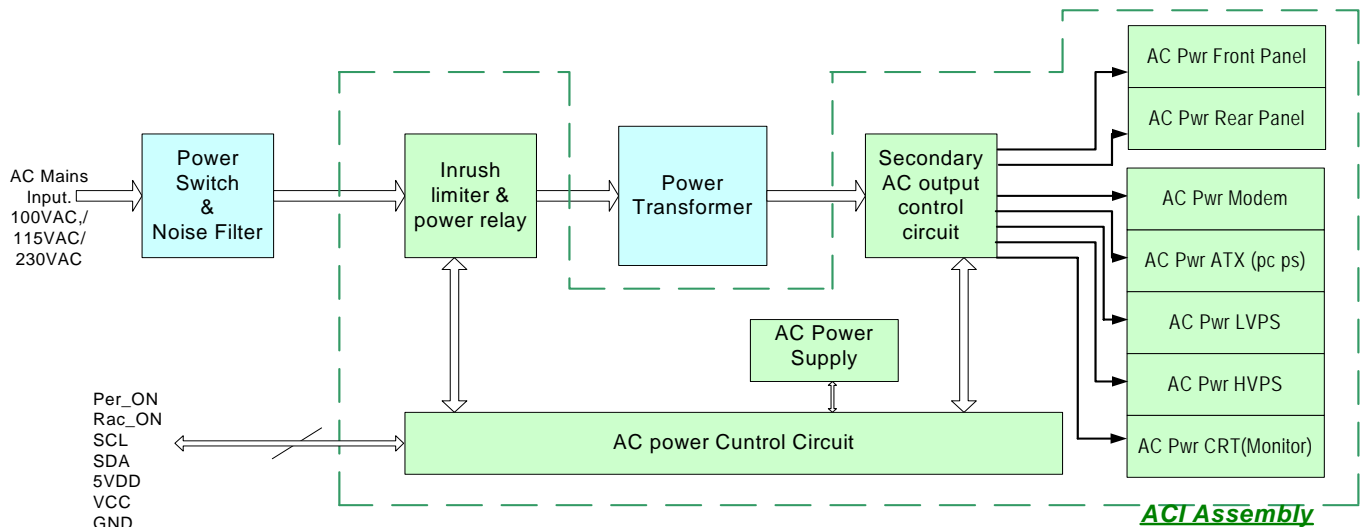 AC Mains
Input.
100VAC,/
115VAC/
230VAC
Power
Switch
&
Noise Filter
Inrush
limiter &
power relay
Power
Transformer
Secondary
AC output
control
circuit
AC Pwr Front Panel
AC Pwr Rear Panel
AC Pwr Modem
AC Pwr ATX (pc ps)
AC Pwr LVPS
AC Pwr HVPS
AC Pwr CRT(Monitor)
AC Power
Supply
AC power Cuntrol Circuit
Per_ON
Rac_ON
SCL
SDA
5VDD
VCC
GND
ACI Assembly